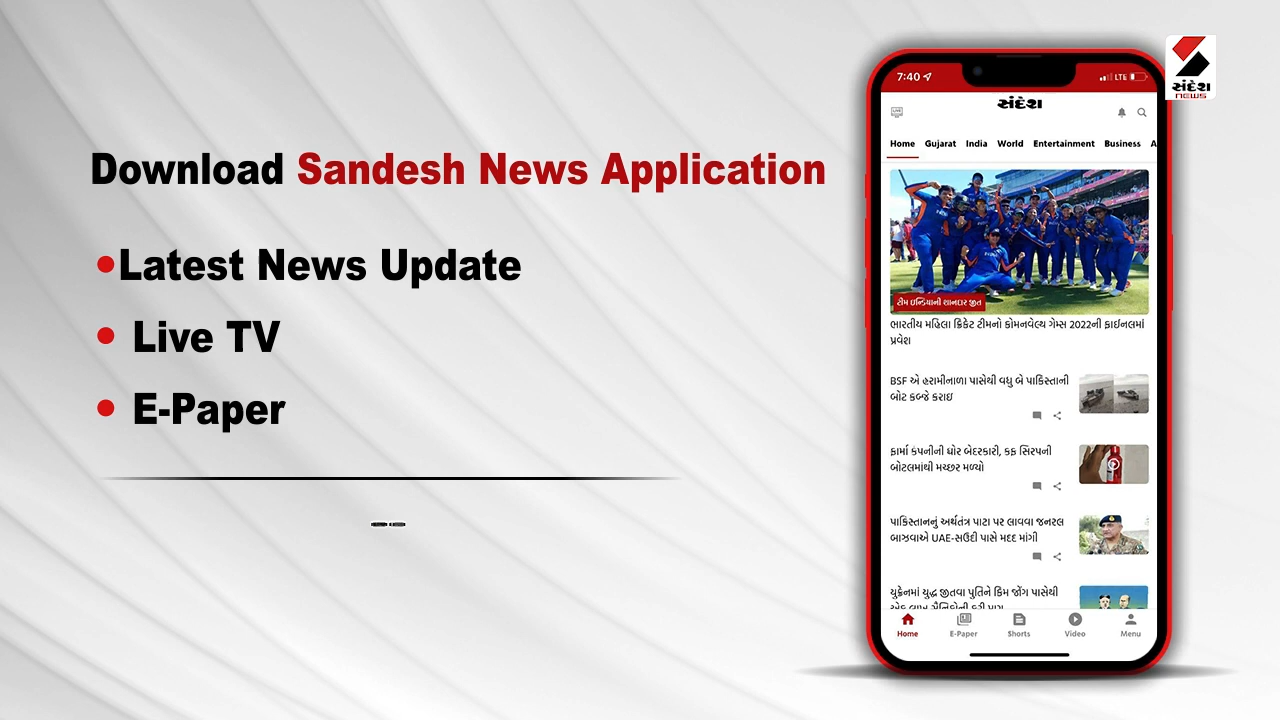 Download Sandesh News Application
•Latest News Update
• Live TV
• E-Paper
સંદેશ
NEWS
7:40
LTE
LIVE
સંદેશ
Home Gujarat India World Entertainment Business A
ટીમ ઇન્ડિયાની શાનદાર જીત
ભારતીય મહિલા ક્રિકેટ ટીમનો કોમનવેલ્થ ગેમ્સ 2022ની ફાઈનલમાં
પ્રવેશ
BSF એ હરામીનાળા પાસેથી વધુ બે પાકિસ્તાની
બોટ કબ્જે કરાઇ
ફાર્મા કંપનીની ઘોર બેદરકારી, કફ સિરપની
બોટલમાંથી મચ્છર મળ્યો
પાકિસ્તાનનું અર્થતંત્ર પાટા પર લાવવા જનરલ
બાઝવાએ UAE-સઉદી પાસે મદદ માંગી
યુક્રેનમાં યુદ્ધ જીતવા પુતિને કિમ જોંગ પાસેથી
Home E-Paper Shorts Video Menu